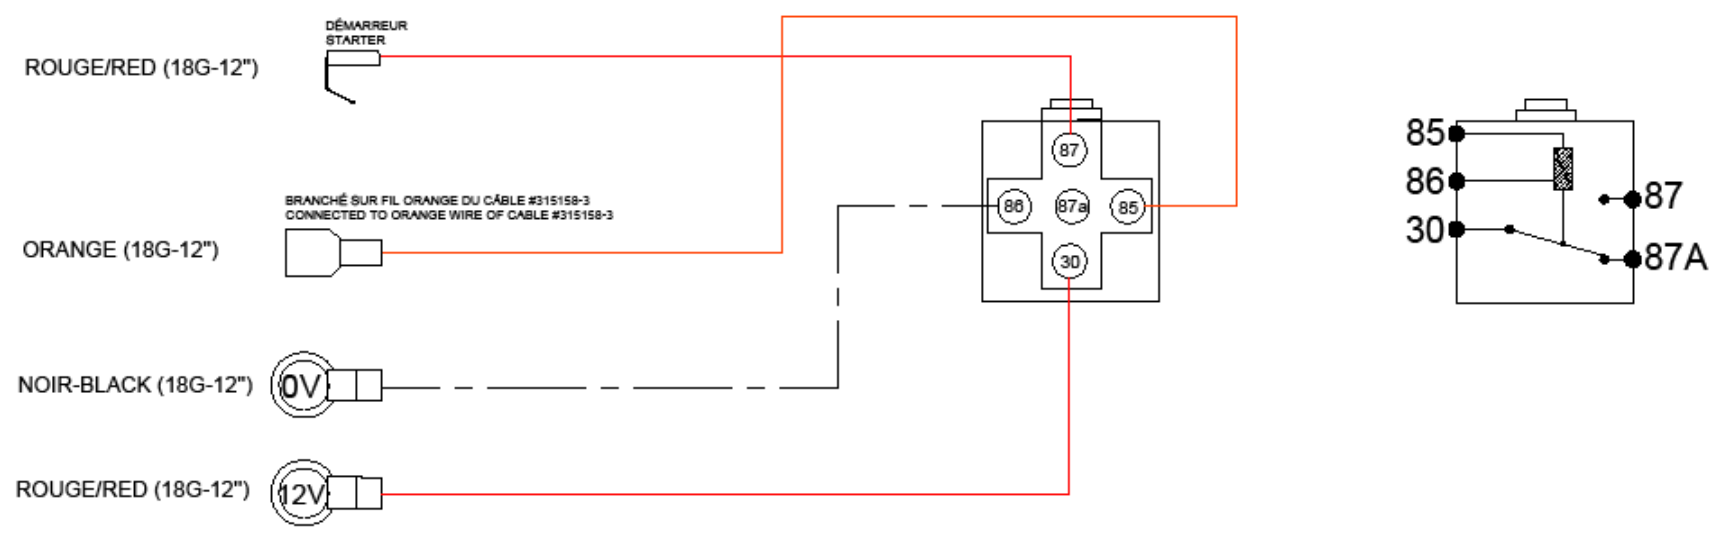 DÉMARREUR
STARTER
ROUGE/RED (18G-12")
BRANCHÉ SUR FIL ORANGE DU CÂBLE #315158-3
CONNECTED TO ORANGE WIRE OF CABLE #315158-3
ORANGE (18G-12")
NOIR-BLACK (18G-12")
0V
ROUGE/RED (18G-12")
12V
87
86
87a
85
30
85
86
30
87
87A